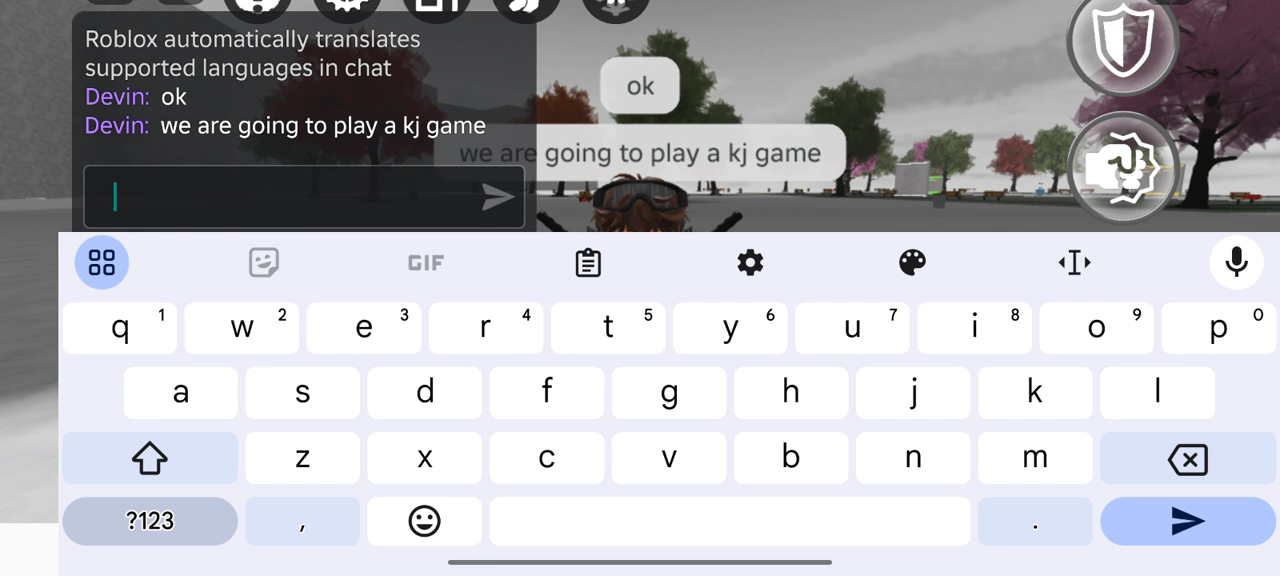 Roblox automatically translates
supported languages in chat
Devin: ok
Devin: we are going to play a kj game
ok
we are going to play a kj game
GIF
q 1 w 2 e 3 r 4 t 5 y 6 u 7 i 8 o 9 p 0
a s d f g h j k l
z x c v b n m
?123 , .